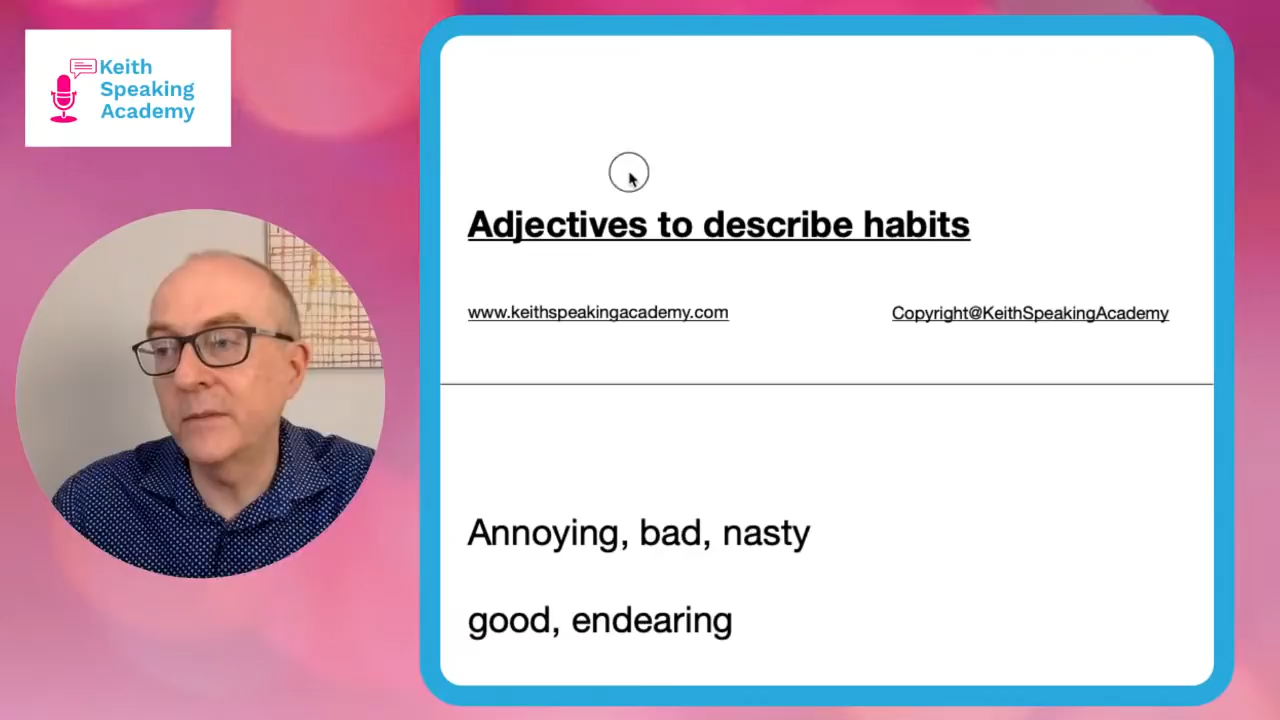 Keith
Speaking
Academy
Adjectives to describe habits
www.keithspeakingacademy.com Copyright@KeithSpeakingAcademy
Annoying, bad, nasty
good, endearing